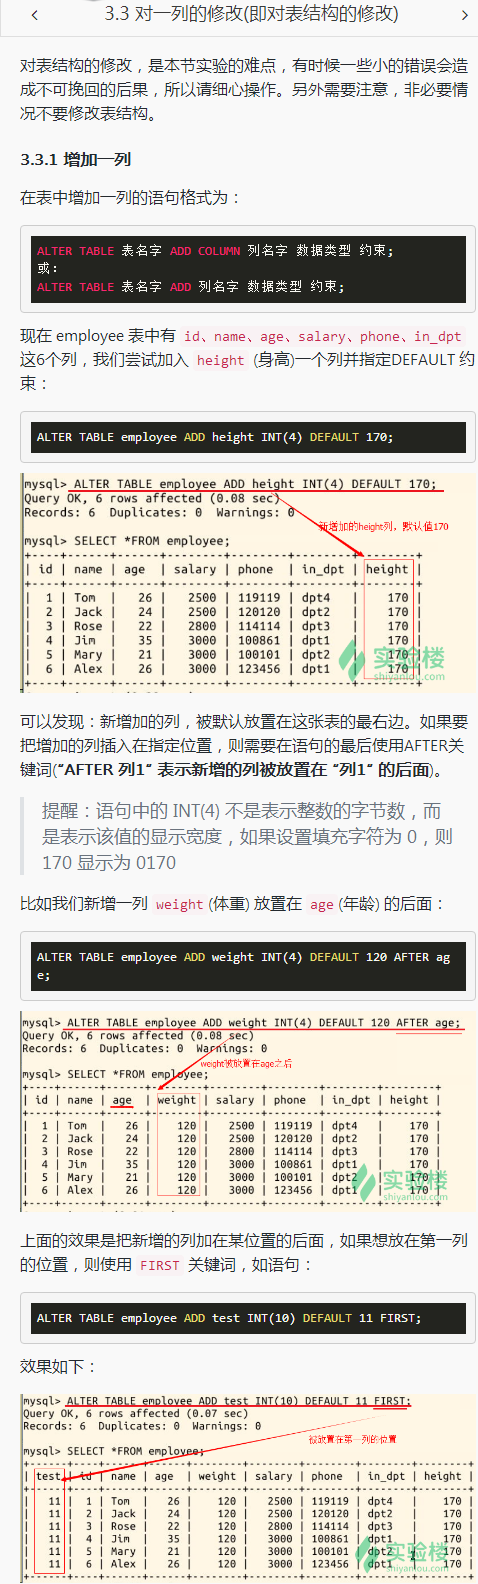 3.3 对一列的修改(即对表结构的修改)
对表结构的修改，是本节实验的难点，有时候一些小的错误会造
成不可挽回的后果，所以请细心操作。另外需要注意，非必要情
况不要修改表结构。
3.3.1 增加一列
在表中增加一列的语句格式为：
ALTER TABLE 表名字 ADD COLUMN 列名字 数据类型 约束;
或:
ALTER TABLE 表名字 ADD 列名字 数据类型 约束;
现在 employee 表中有 id、name、age、salary、phone、in_dpt
这6个列，我们尝试加入 height (身高)一个列并指定DEFAULT 约
束：
ALTER TABLE employee ADD height INT(4) DEFAULT 170;
mysql> ALTER TABLE employee ADD height INT(4) DEFAULT 170;
Query OK, 6 rows affected (0.08 sec)
Records: 6  Duplicates: 0  Warnings: 0
新增加的height列，默认值170
mysql> SELECT *FROM employee;
+----+------+------+--------+--------+--------+--------+
| id | name | age  | salary | phone  | in_dpt | height |
+----+------+------+--------+--------+--------+--------+
|  1 | Tom  |   26 |   2500 | 119119 | dpt4   |    170 |
|  2 | Jack |   24 |   2500 | 120120 | dpt2   |    170 |
|  3 | Rose |   22 |   2800 | 114114 | dpt3   |    170 |
|  4 | Jim  |   35 |   3000 | 100861 | dpt1   |    170 |
|  5 | Mary |   21 |   3000 | 100101 | dpt2   |    170 |
|  6 | Alex |   26 |   3000 | 123456 | dpt1   |    170 |
+----+------+------+--------+--------+--------+--------+
实验楼
shiyanlou.com
可以发现：新增加的列，被默认放置在这张表的最右边。如果要
把增加的列插入在指定位置，则需要在语句的最后使用AFTER关
键词(“AFTER 列1” 表示新增的列被放置在 “列1” 的后面)。
提醒：语句中的 INT(4) 不是表示整数的字节数，而
是表示该值的显示宽度，如果设置填充字符为 0，则
170 显示为 0170
比如我们新增一列 weight (体重) 放置在 age (年龄) 的后面：
ALTER TABLE employee ADD weight INT(4) DEFAULT 120 AFTER ag
e;
mysql> ALTER TABLE employee ADD weight INT(4) DEFAULT 120 AFTER age;
Query OK, 6 rows affected (0.08 sec)
Records: 6  Duplicates: 0  Warnings: 0
weight被放置在age之后
mysql> SELECT *FROM employee;
+----+------+------+--------+--------+--------+--------+--------+
| id | name | age  | weight | salary | phone  | in_dpt | height |
+----+------+------+--------+--------+--------+--------+--------+
|  1 | Tom  |   26 |    120 |   2500 | 119119 | dpt4   |    170 |
|  2 | Jack |   24 |    120 |   2500 | 120120 | dpt2   |    170 |
|  3 | Rose |   22 |    120 |   2800 | 114114 | dpt3   |    170 |
|  4 | Jim  |   35 |    120 |   3000 | 100861 | dpt1   |    170 |
|  5 | Mary |   21 |    120 |   3000 | 100101 | dpt2   |    170 |
|  6 | Alex |   26 |    120 |   3000 | 123456 | dpt1   |    170 |
+----+------+------+--------+--------+--------+--------+--------+
实验楼
shiyanlou.com
上面的效果是把新增的列加在某位置的后面，如果想放在第一列
的位置，则使用 FIRST 关键词，如语句：
ALTER TABLE employee ADD test INT(10) DEFAULT 11 FIRST;
效果如下：
mysql> ALTER TABLE employee ADD test INT(10) DEFAULT 11 FIRST;
Query OK, 6 rows affected (0.07 sec)
Records: 6  Duplicates: 0  Warnings: 0
被放置在第一列的位置
mysql> SELECT *FROM employee;
+------+----+------+------+--------+--------+--------+--------+--------+
| test | id | name | age  | weight | salary | phone  | in_dpt | height |
+------+----+------+------+--------+--------+--------+--------+--------+
|   11 |  1 | Tom  |   26 |    120 |   2500 | 119119 | dpt4   |    170 |
|   11 |  2 | Jack |   24 |    120 |   2500 | 120120 | dpt2   |    170 |
|   11 |  3 | Rose |   22 |    120 |   2800 | 114114 | dpt3   |    170 |
|   11 |  4 | Jim  |   35 |    120 |   3000 | 100861 | dpt1   |    170 |
|   11 |  5 | Mary |   21 |    120 |   3000 | 100101 | dpt2   |    170 |
|   11 |  6 | Alex |   26 |    120 |   3000 | 123456 | dpt1   |    170 |
+------+----+------+------+--------+--------+--------+--------+--------+
实验楼
shiyanlou.com